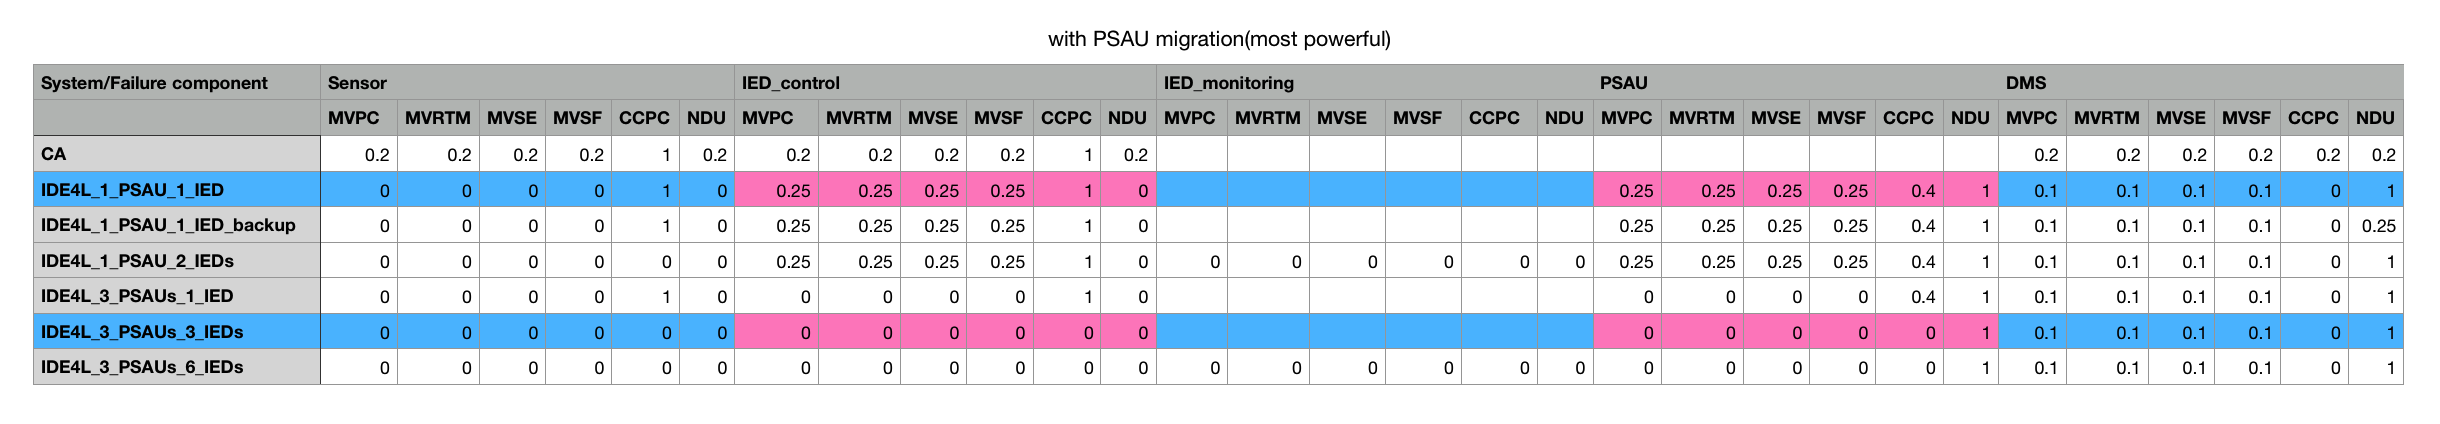 with PSAU migration(most powerful)
System/Failure component Sensor IED_control IED_monitoring PSAU DMS
MVPC MVRTM MVSE MVSF CCPC NDU MVPC MVRTM MVSE MVSF CCPC NDU MVPC MVRTM MVSE MVSF CCPC NDU MVPC MVRTM MVSE MVSF CCPC NDU MVPC MVRTM MVSE MVSF CCPC NDU
CA 0.2 0.2 0.2 0.2 1 0.2 0.2 0.2 0.2 0.2 1 0.2 0.2 0.2 0.2 0.2 0.2 0.2
IDE4L_1_PSAU_1_IED 0 0 0 0 1 0 0.25 0.25 0.25 0.25 1 0 0.25 0.25 0.25 0.25 0.4 1 0.1 0.1 0.1 0.1 0 1
IDE4L_1_PSAU_1_IED_backup 0 0 0 0 1 0 0.25 0.25 0.25 0.25 1 0 0.25 0.25 0.25 0.25 0.4 1 0.1 0.1 0.1 0.1 0 0.25
IDE4L_1_PSAU_2_IEDs 0 0 0 0 0 0 0.25 0.25 0.25 0.25 1 0 0 0 0 0 0 0 0.25 0.25 0.25 0.25 0.4 1 0.1 0.1 0.1 0.1 0 1
IDE4L_3_PSAUs_1_IED 0 0 0 0 1 0 0 0 0 0 1 0 0 0 0 0 0.4 1 0.1 0.1 0.1 0.1 0 1
IDE4L_3_PSAUs_3_IEDs 0 0 0 0 0 0 0 0 0 0 0 0 0 0 0 0 0 1 0.1 0.1 0.1 0.1 0 1
IDE4L_3_PSAUs_6_IEDs 0 0 0 0 0 0 0 0 0 0 0 0 0 0 0 0 0 0 0 0 0 0 0 1 0.1 0.1 0.1 0.1 0 1